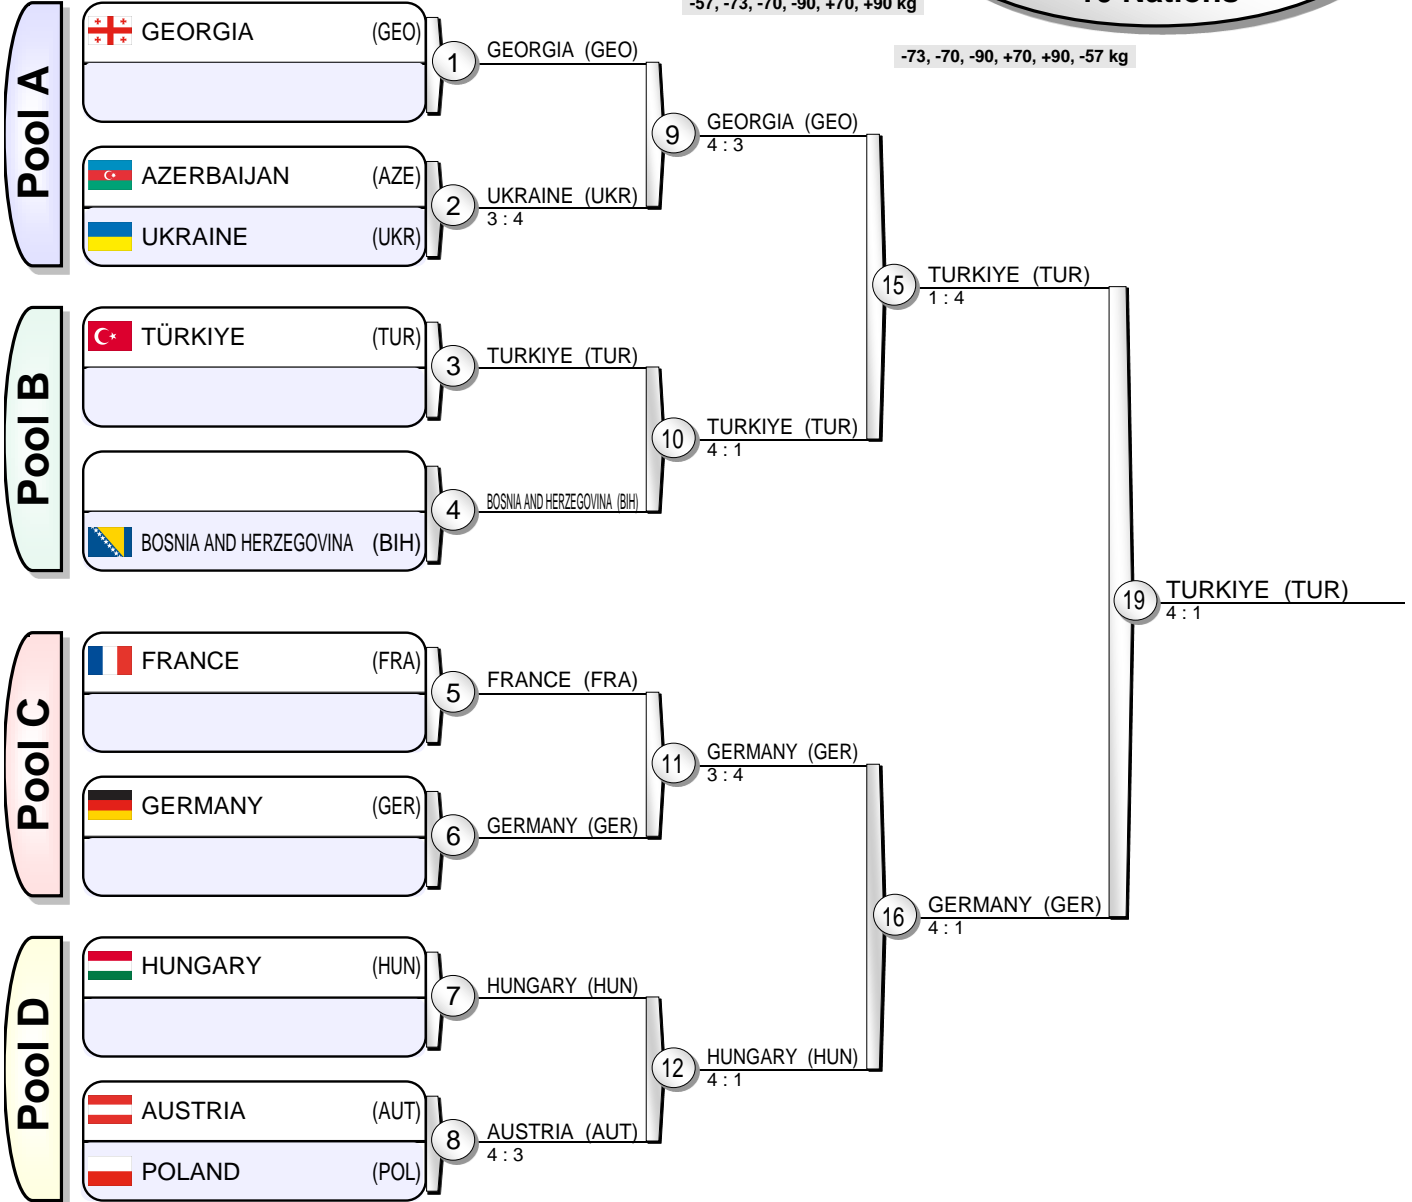 -57, -73, -70, -90, +70, +90 kg
-73, -70, -90, +70, +90, -57 kg
Pool A
GEORGIA (GEO)
1
GEORGIA (GEO)
9
GEORGIA (GEO)
4 : 3
AZERBAIJAN (AZE)
UKRAINE (UKR)
2
UKRAINE (UKR)
3 : 4
15
TURKIYE (TUR)
1 : 4
Pool B
TÜRKIYE (TUR)
3
TURKIYE (TUR)
10
TURKIYE (TUR)
4 : 1
4
BOSNIA AND HERZEGOVINA (BIH)
BOSNIA AND HERZEGOVINA (BIH)
19
TURKIYE (TUR)
4 : 1
Pool C
FRANCE (FRA)
5
FRANCE (FRA)
11
GERMANY (GER)
3 : 4
GERMANY (GER)
6
GERMANY (GER)
16
GERMANY (GER)
4 : 1
Pool D
HUNGARY (HUN)
7
HUNGARY (HUN)
12
HUNGARY (HUN)
4 : 1
AUSTRIA (AUT)
POLAND (POL)
8
AUSTRIA (AUT)
4 : 3